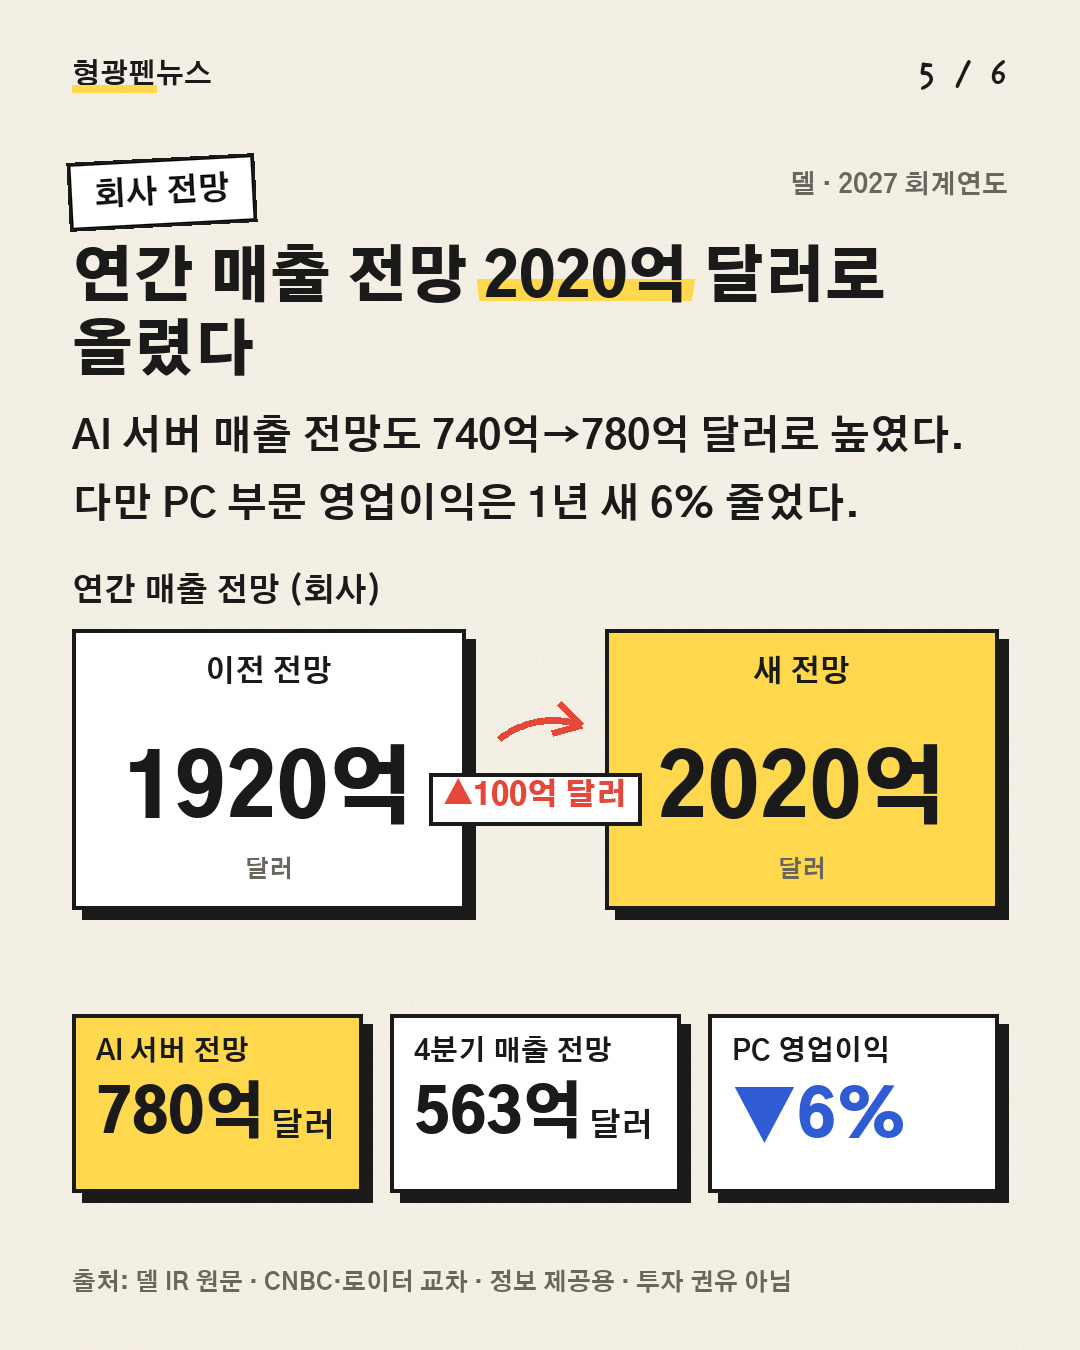 형광펜뉴스
5 / 6
회사 전망
델 · 2027 회계연도
연간 매출 전망 2020억 달러로
올렸다
AI 서버 매출 전망도 740억→780억 달러로 높였다.
다만 PC 부문 영업이익은 1년 새 6% 줄었다.
연간 매출 전망 (회사)
이전 전망
1920억
달러
▲100억 달러
새 전망
2020억
달러
AI 서버 전망
780억 달러
4분기 매출 전망
563억 달러
PC 영업이익
▼6%
출처: 델 IR 원문 · CNBC·로이터 교차 · 정보 제공용 · 투자 권유 아님